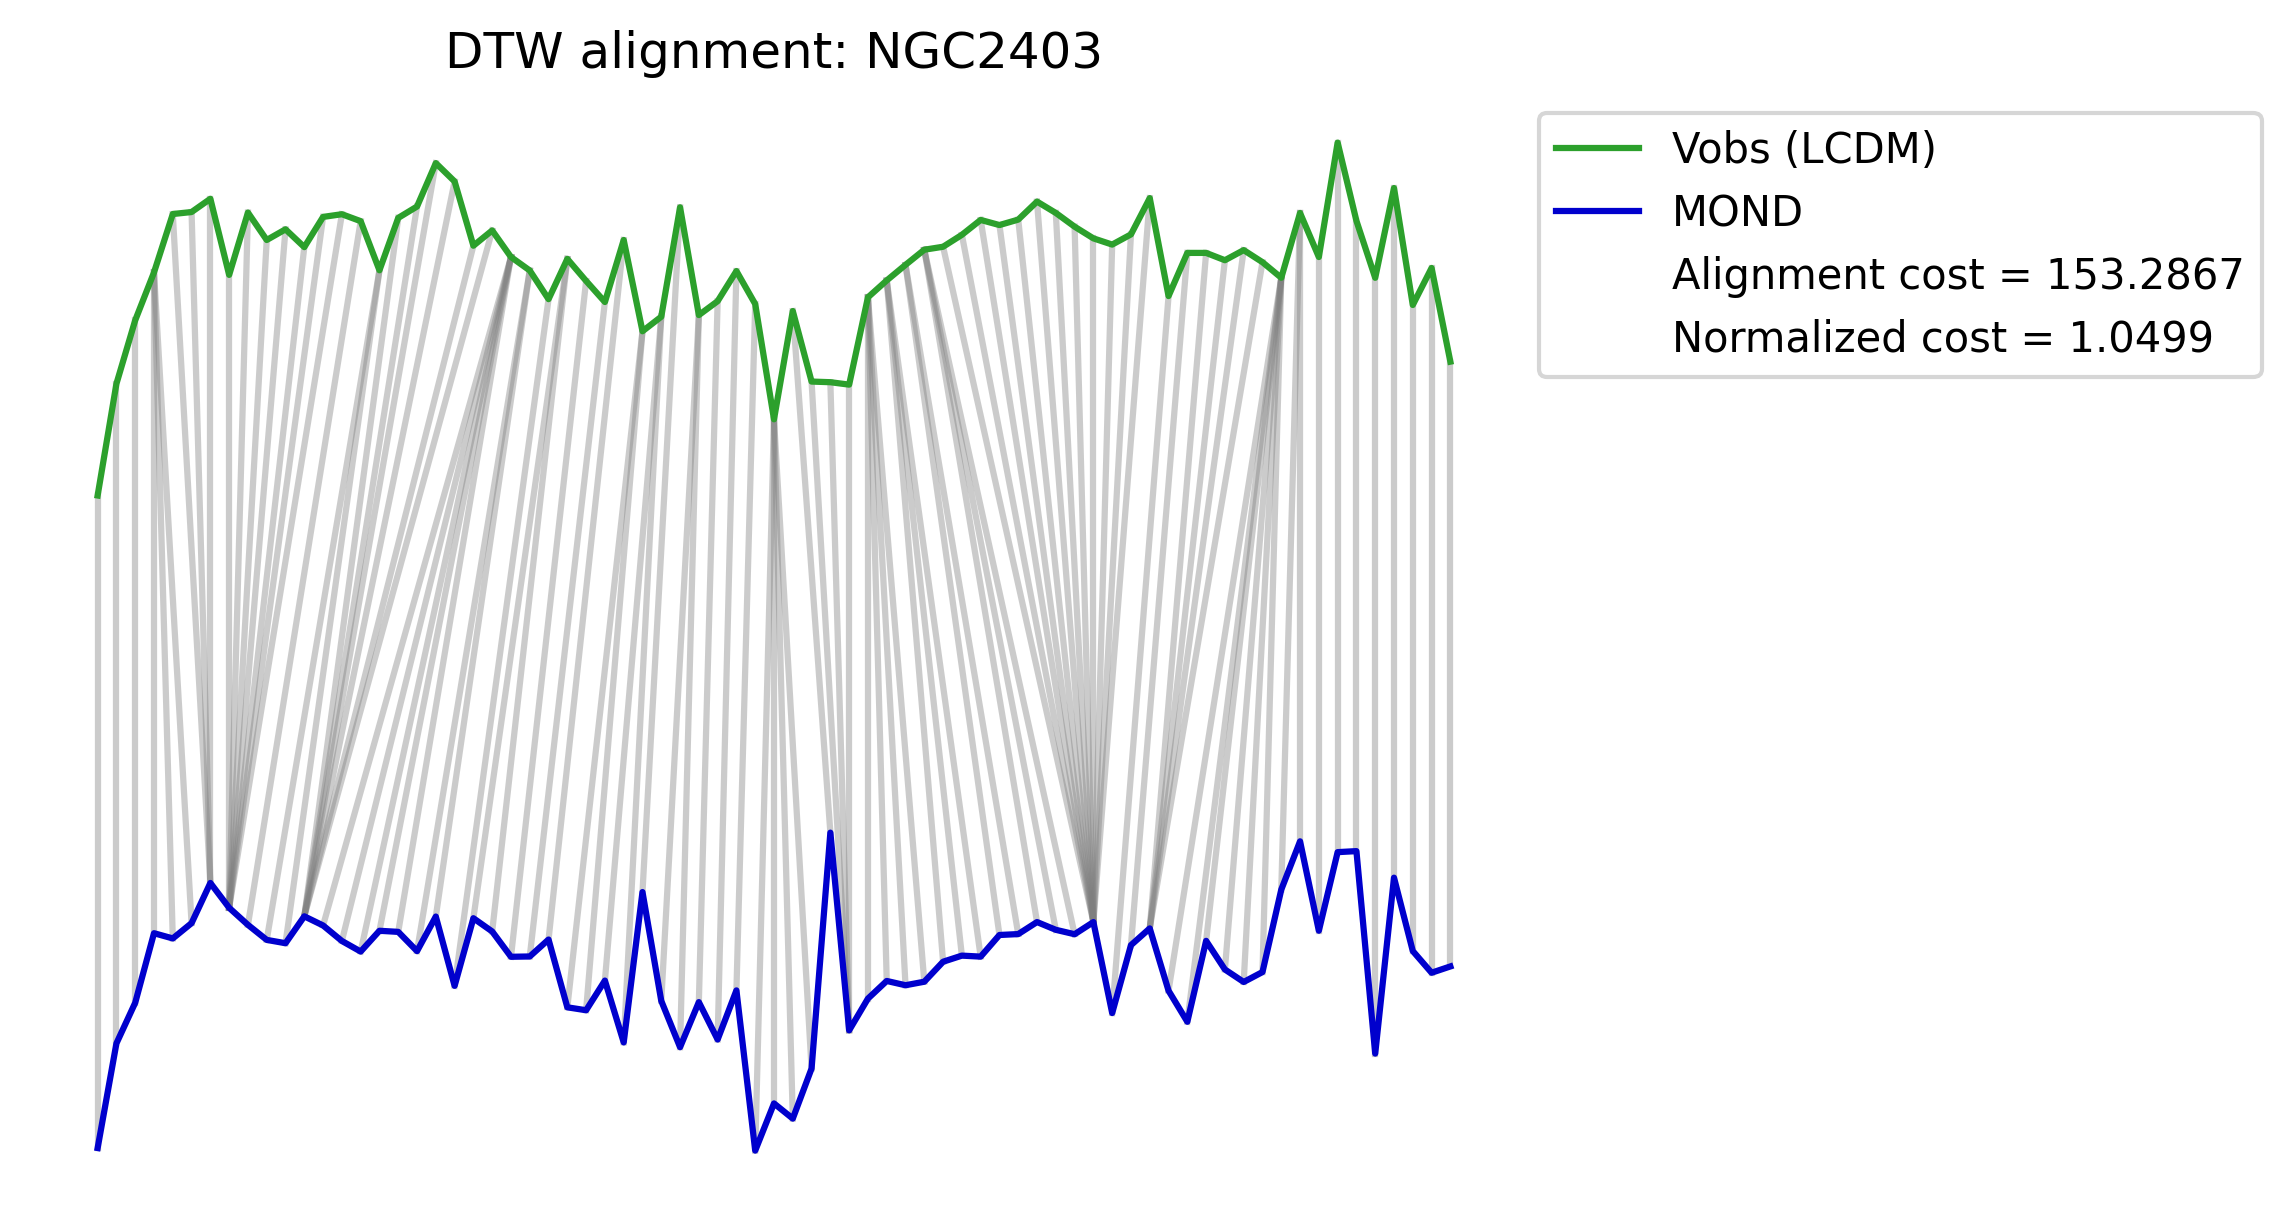 DTW alignment: NGC2403
Vobs (LCDM)
MOND
Alignment cost = 153.2867
Normalized cost = 1.0499